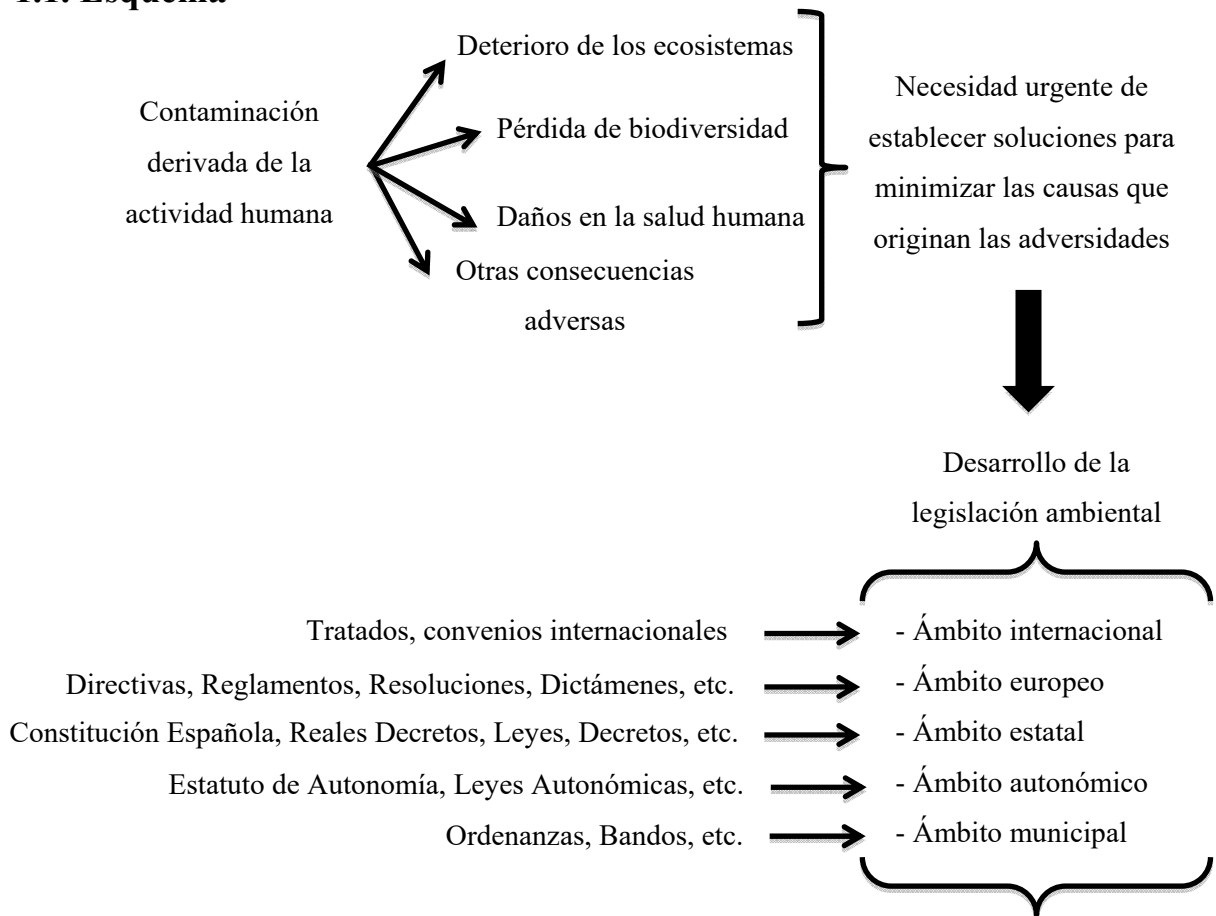 1.1. Esquema
Contaminación
derivada de la
actividad humana
Deterioro de los ecosistemas
Pérdida de biodiversidad
Daños en la salud humana
Otras consecuencias
adversas
Necesidad urgente de
establecer soluciones para
minimizar las causas que
originan las adversidades
Desarrollo de la
legislación ambiental
Tratados, convenios internacionales - Ámbito internacional
Directivas, Reglamentos, Resoluciones, Dictámenes, etc. - Ámbito europeo
Constitución Española, Reales Decretos, Leyes, Decretos, etc. - Ámbito estatal
Estatuto de Autonomía, Leyes Autonómicas, etc. - Ámbito autonómico
Ordenanzas, Bandos, etc. - Ámbito municipal